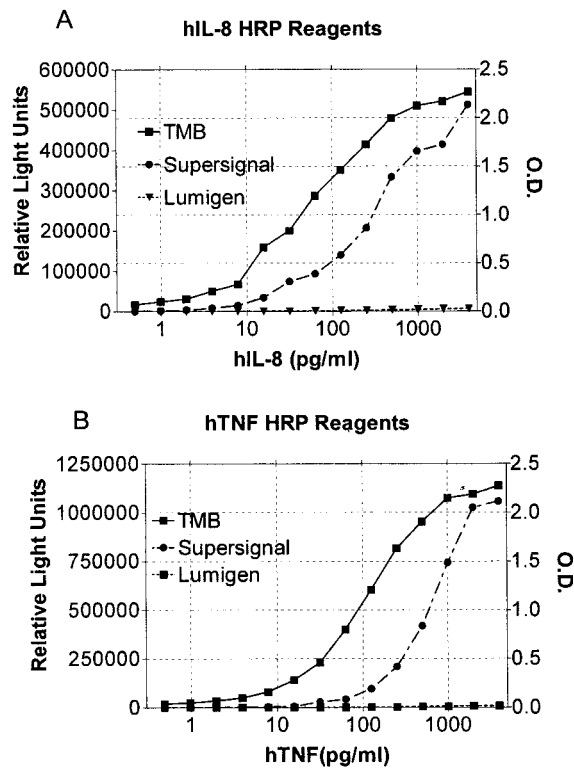 A
hIL-8 HRP Reagents
600000
500000
400000
300000
200000
100000
0
Relative Light Units
TMB
Supersignal
Lumigen
2.5
2.0
1.5
1.0
0.5
0.0
O.D.
1 10 100 1000
hIL-8 (pg/ml)
B
hTNF HRP Reagents
1250000
1000000
750000
500000
250000
0
Relative Light Units
TMB
Supersignal
Lumigen
2.5
2.0
1.5
1.0
0.5
0.0
O.D.
1 10 100 1000
hTNF(pg/ml)